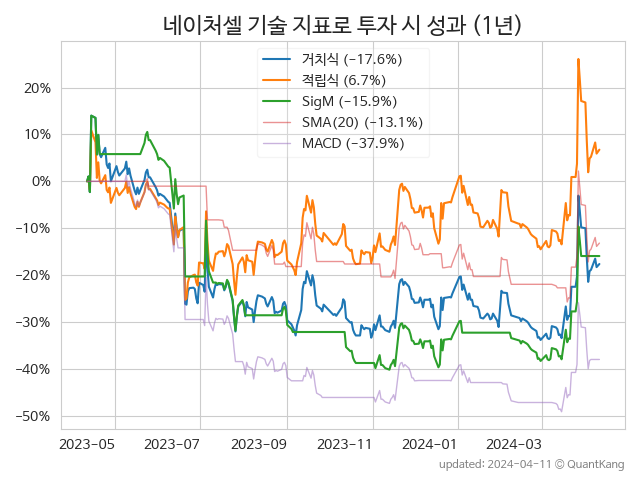 네이처셀 기술 지표로 투자 시 성과 (1년)
거치식 (−17.6%)
적립식 (6.7%)
SigM (−15.9%)
SMA(20) (−13.1%)
MACD (−37.9%)
20%
10%
0%
−10%
−20%
−30%
−40%
−50%
2023−05 2023−07 2023−09 2023−11 2024−01 2024−03
updated: 2024−04−11 © QuantKang